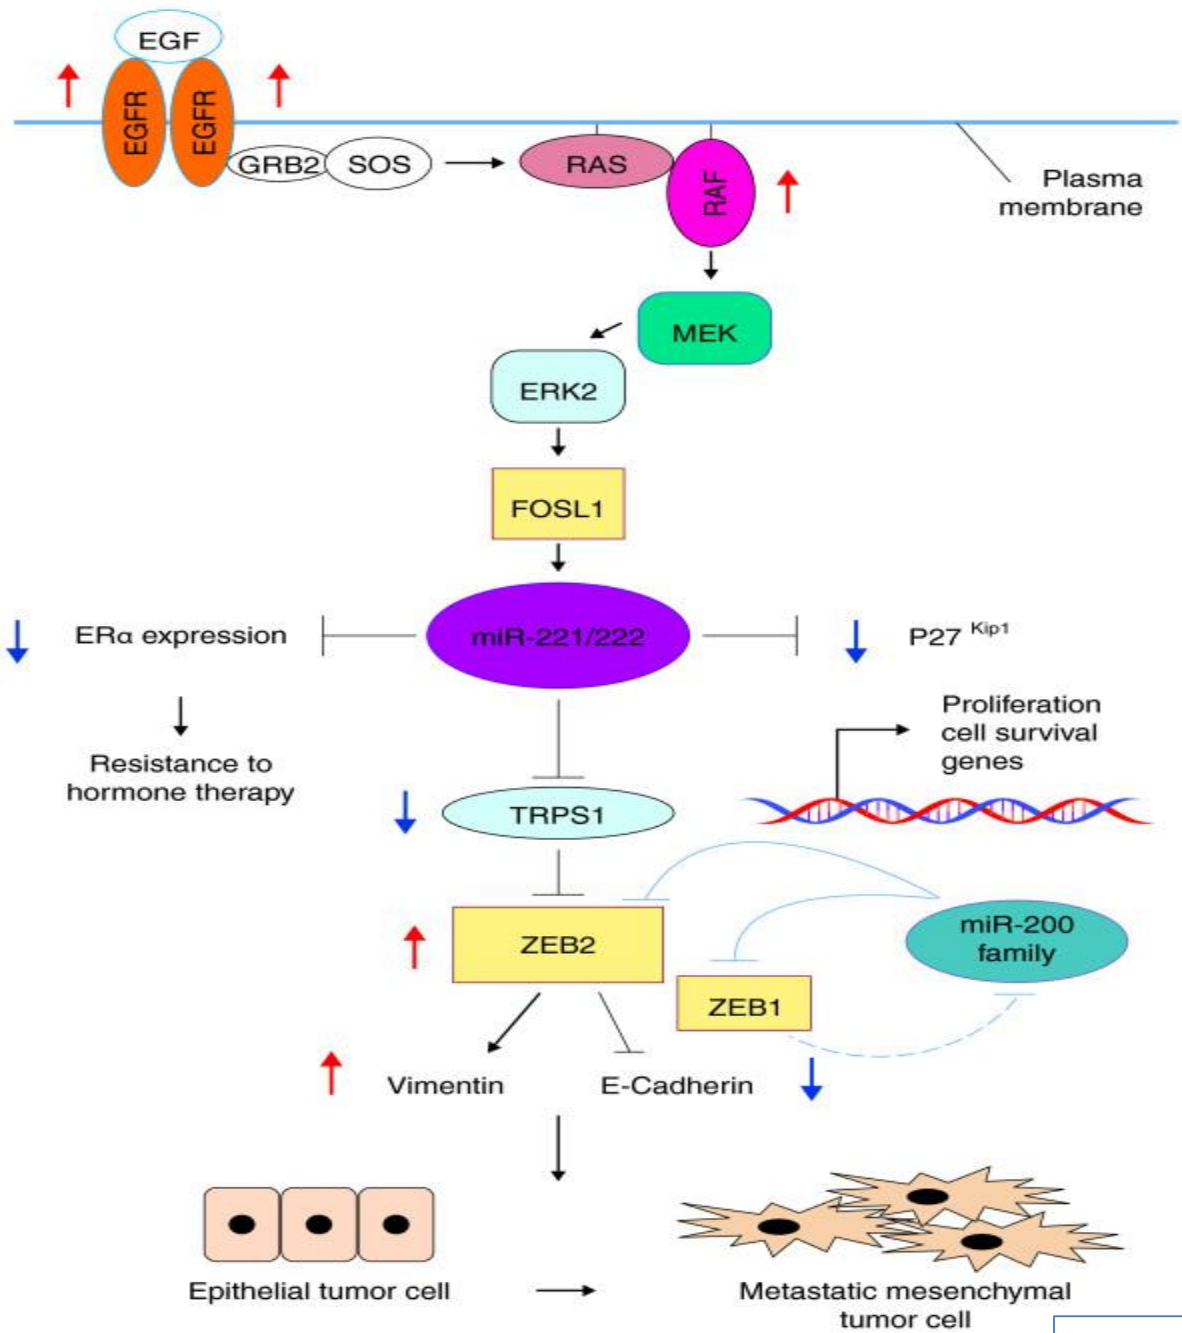 EGF
EGFR
EGFR
GRB2
SOS
RAS
RAF
Plasma
membrane
MEK
ERK2
FOSL1
ERα expression
miR-221/222
P27 Kip1
Proliferation
cell survival
genes
Resistance to
hormone therapy
TRPS1
miR-200
family
ZEB2
ZEB1
Vimentin
E-Cadherin
Epithelial tumor cell
Metastatic mesenchymal
tumor cell